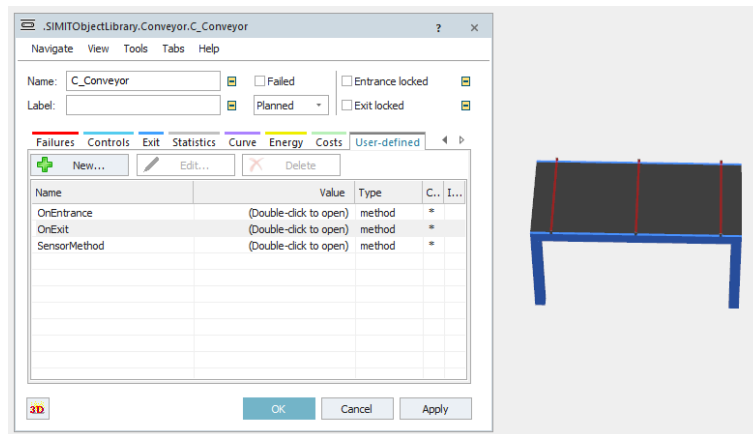 .SIMITObjectLibrary.Conveyor.C_Conveyor ? ×
Navigate View Tools Tabs Help
Name: C_Conveyor Failed Entrance locked
Label: Planned Exit locked
Failures Controls Exit Statistics Curve Energy Costs User-defined
New... Edit... Delete
Name Value Type C.. I...
OnEntrance (Double-click to open) method *
OnExit (Double-click to open) method *
SensorMethod (Double-click to open) method *
3D OK Cancel Apply